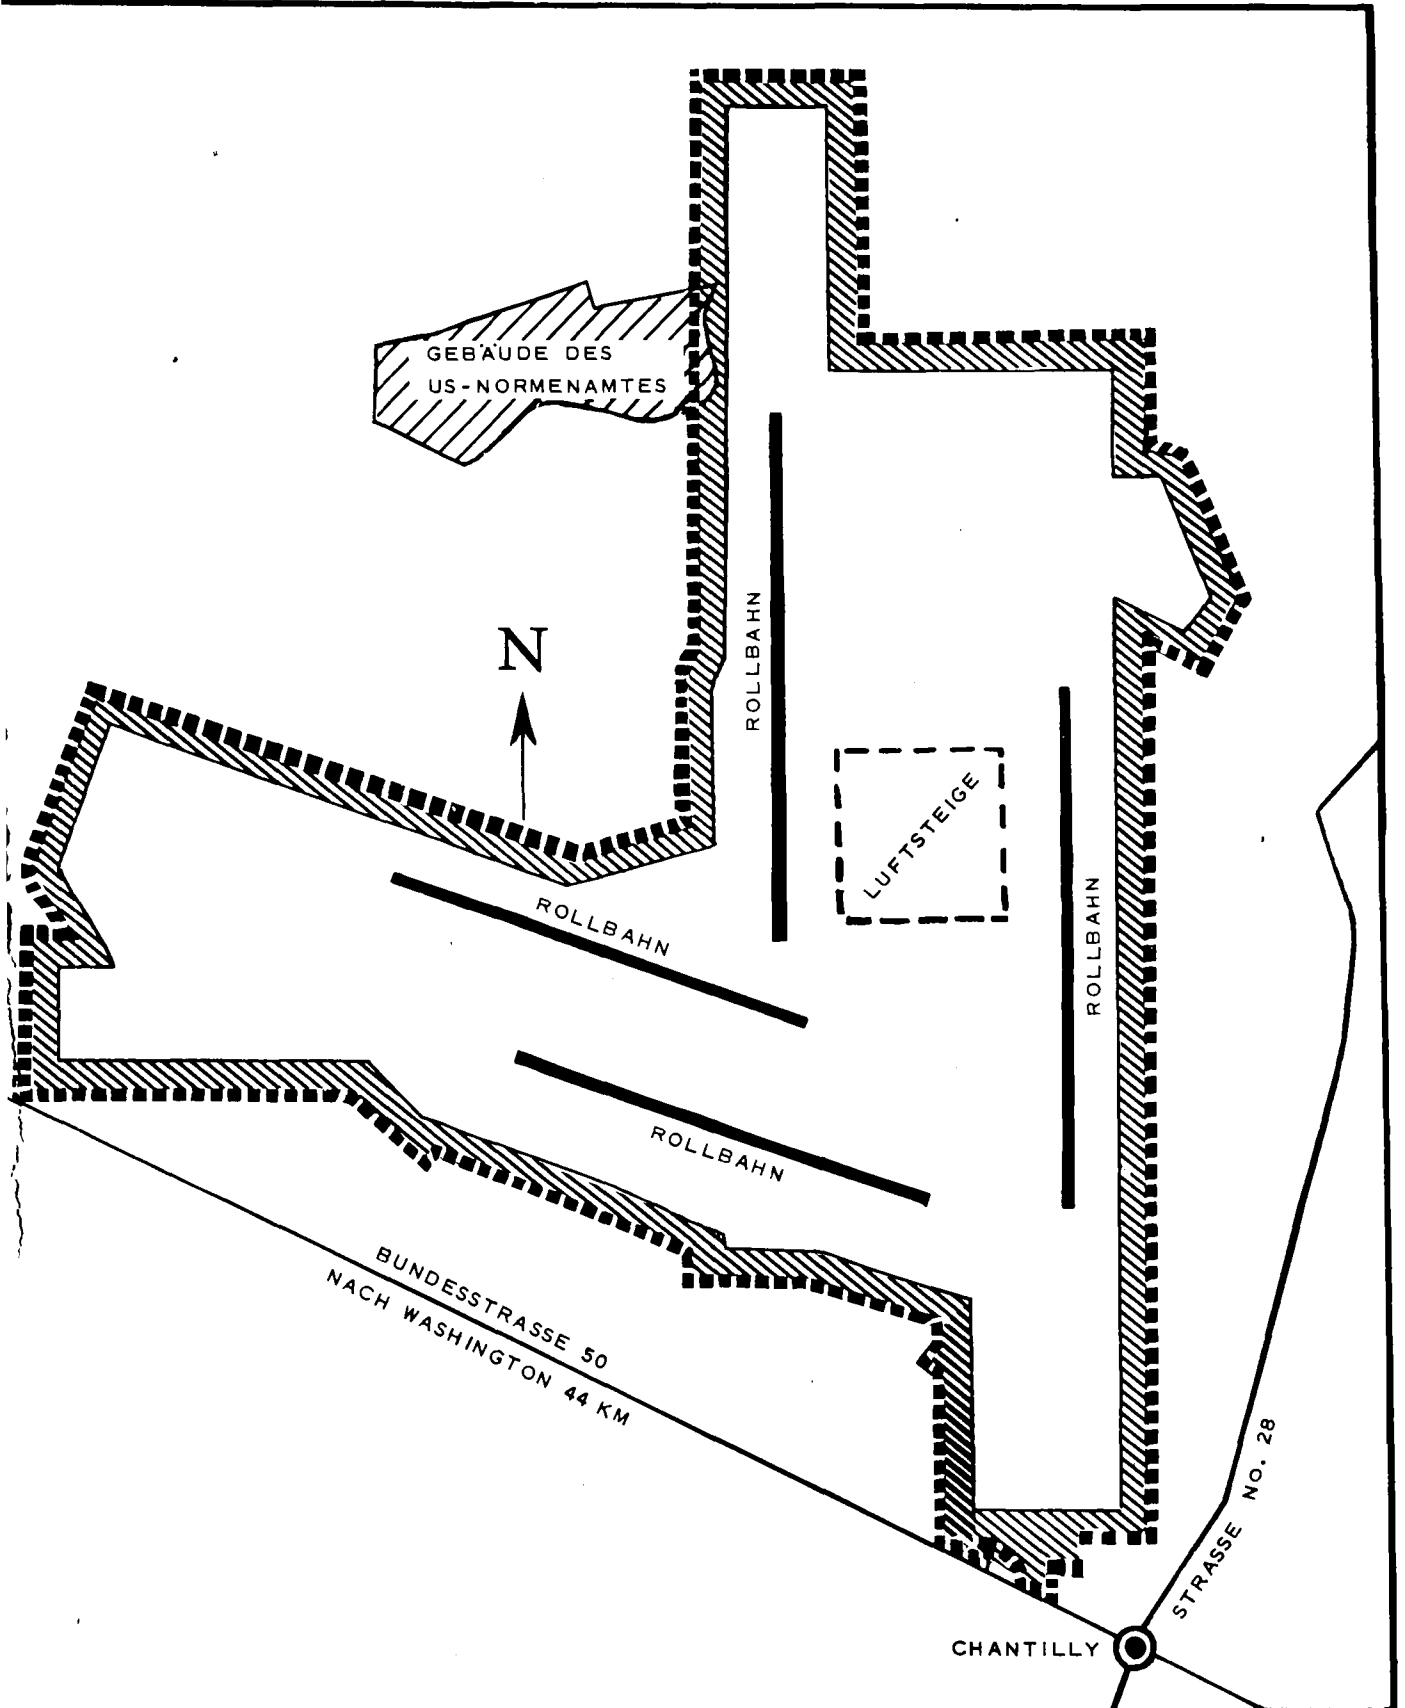 GEBÄUDE DES
US-NORMENAMTES
ROLLBAHN
N
LUFTSTEIGE
ROLLBAHN
ROLLBAHN
ROLLBAHN
BUNDESSTRASSE 50
NACH WASHINGTON 44 KM
STRASSE NO. 28
CHANTILLY